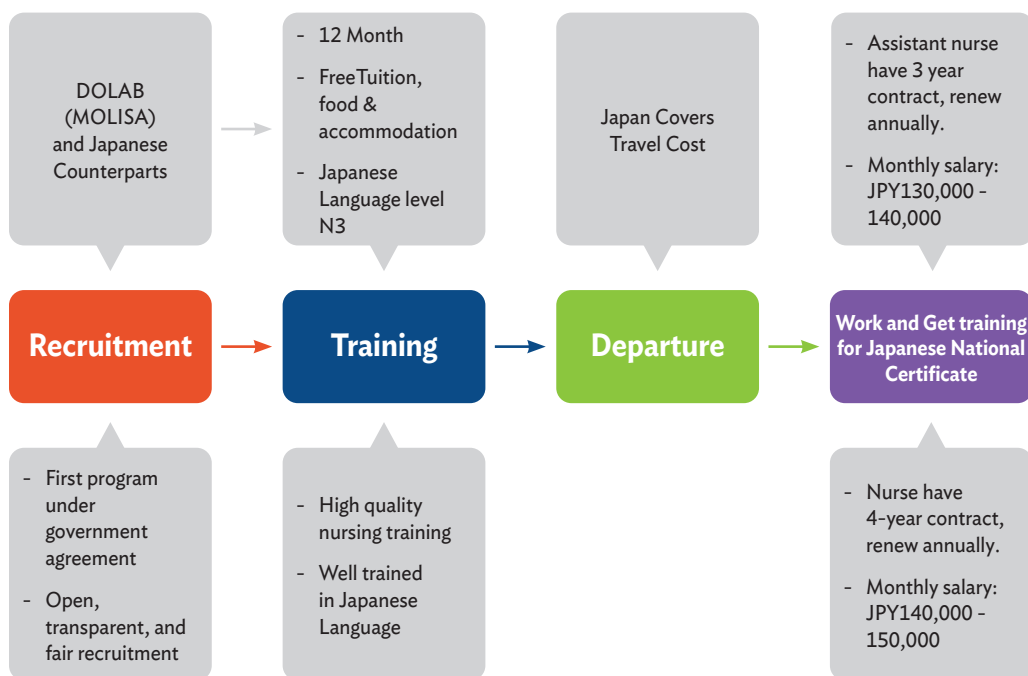 DOLAB
(MOLISA)
and Japanese
Counterparts
- 12 Month
- FreeTuition,
food &
accommodation
- Japanese
Language level
N3
Japan Covers
Travel Cost
- Assistant nurse
have 3 year
contract, renew
annually.
- Monthly salary:
JPY130,000 -
140,000
Recruitment
Training
Departure
Work and Get training
for Japanese National
Certificate
- First program
under
government
agreement
- Open,
transparent, and
fair recruitment
- High quality
nursing training
- Well trained
in Japanese
Language
- Nurse have
4-year contract,
renew annually.
- Monthly salary:
JPY140,000 -
150,000